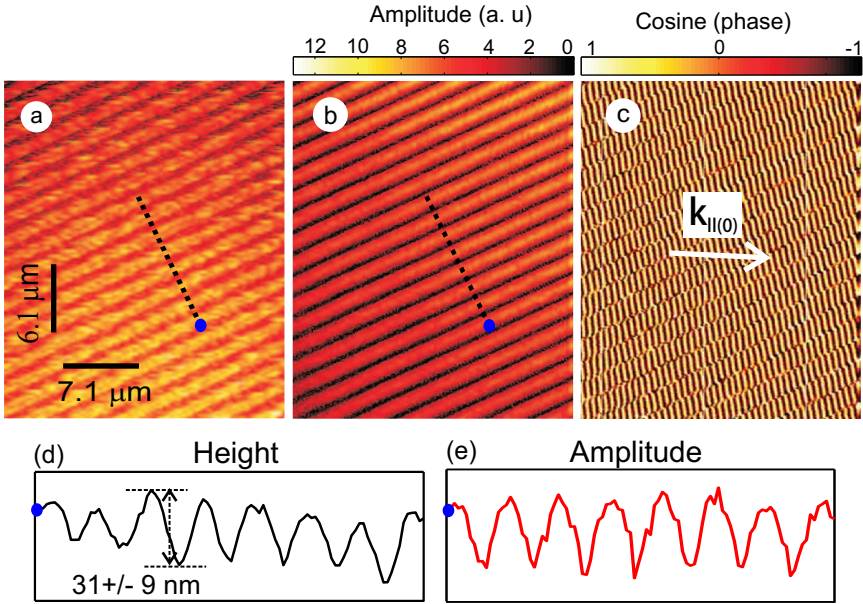 Amplitude (a. u)
12 10 8 6 4 2 0
Cosine (phase)
1 0 -1
a
b
c
6.1 μm
7.1 μm
k||(0)
(d) Height
31+/- 9 nm
(e) Amplitude